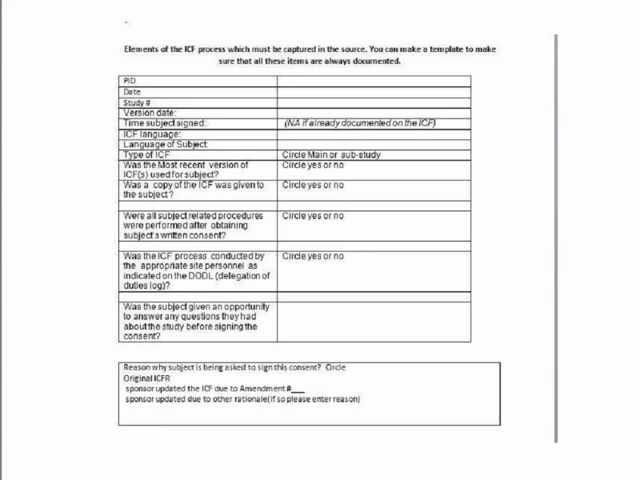 Elements of the ICF process which must be captured in the source. You can make a template to make
sure that all these items are always documented.
PID
Date
Study #
Version date:
Time subject signed: (NA if already documented on the ICF)
ICF language:
Language of Subject
Type of ICF Circle Main or sub-study
Was the Most recent version of Circle yes or no
ICF(s) used for subject?
Was a copy of the ICF was given to Circle yes or no
the subject?
Were all subject related procedures Circle yes or no
were performed after obtaining
subject's written consent?
Was the ICF process conducted by Circle yes or no
the appropriate site personnel as
indicated on the DODL (delegation of
duties log)?
Was the subject given an opportunity
to answer any questions they had
about the study before signing the
consent?
Reason why subject is being asked to sign this consent? Circle
Original ICFR
sponsor updated the ICF due to Amendment #___
sponsor updated due to other rationale(if so please enter reason)